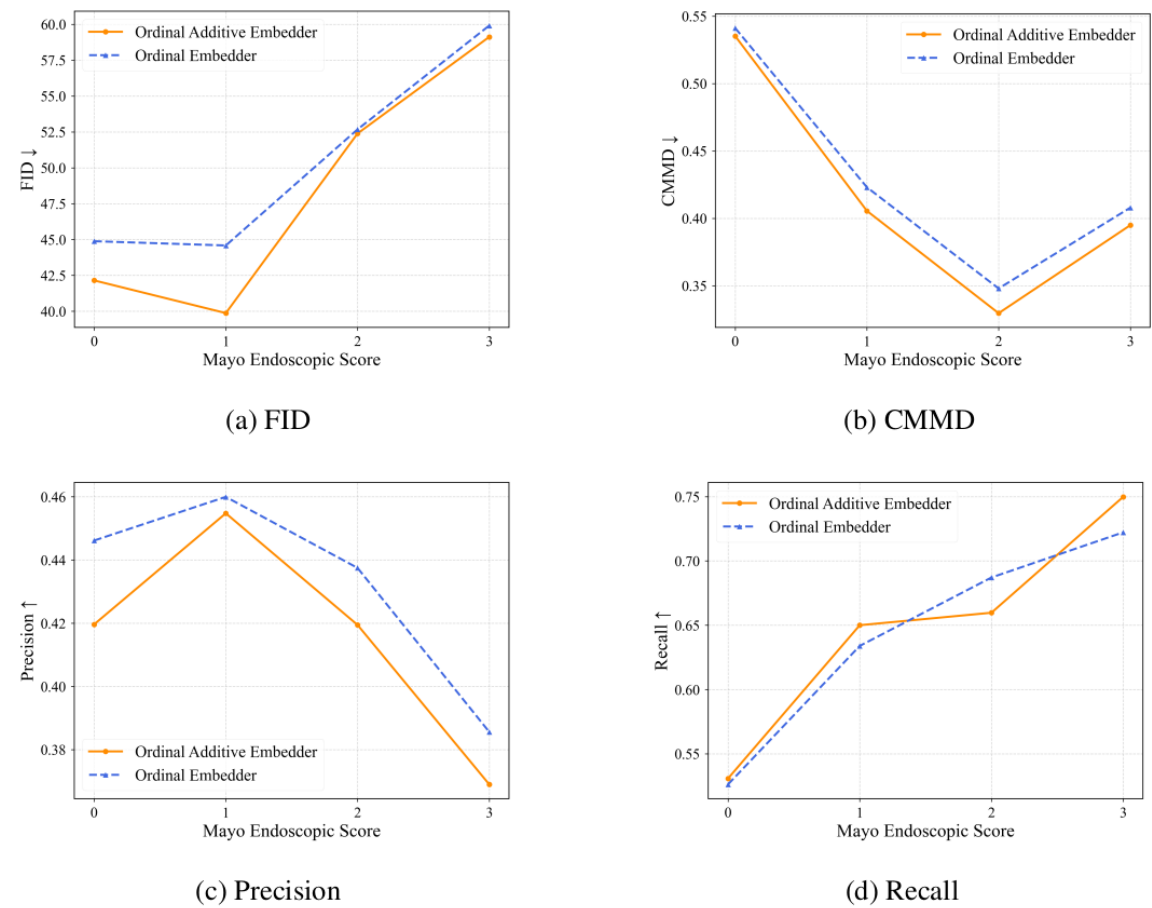 60.0
57.5
55.0
52.5
50.0
47.5
45.0
42.5
40.0
FID ↓
Ordinal Additive Embedder
Ordinal Embedder
0 1 2 3
Mayo Endoscopic Score
(a) FID
0.55
0.50
0.45
0.40
0.35
CMMD ↓
Ordinal Additive Embedder
Ordinal Embedder
0 1 2 3
Mayo Endoscopic Score
(b) CMMD
0.46
0.44
0.42
0.40
0.38
Precision ↑
Ordinal Additive Embedder
Ordinal Embedder
0 1 2 3
Mayo Endoscopic Score
(c) Precision
0.75
0.70
0.65
0.60
0.55
Recall ↑
Ordinal Additive Embedder
Ordinal Embedder
0 1 2 3
Mayo Endoscopic Score
(d) Recall